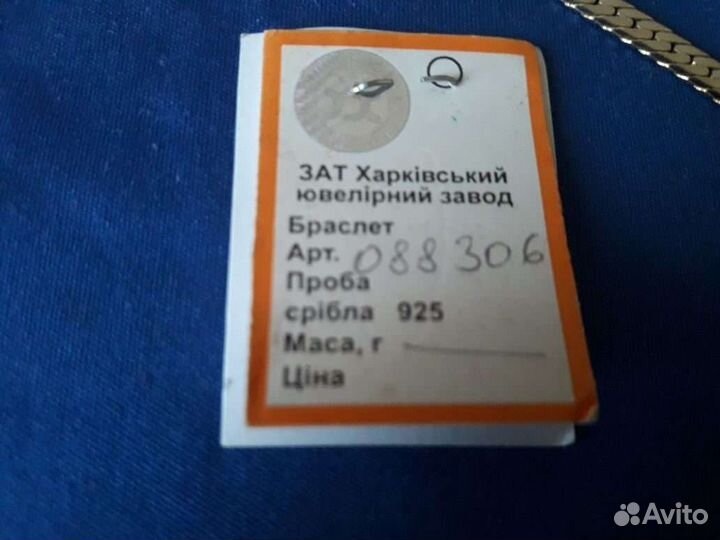 ЗАТ Харківський
ювелірний завод
Браслет
Арт. 088306
Проба
срібла 925
Маса, г
Ціна
Avito